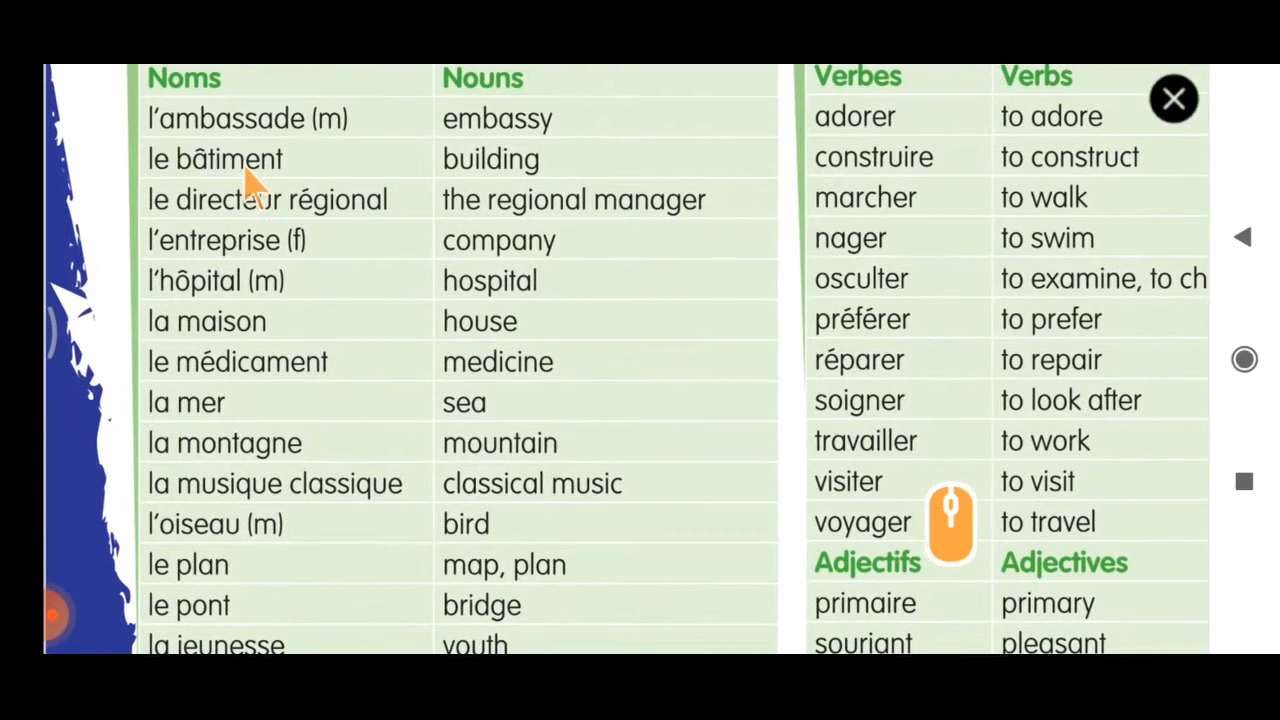 Noms Nouns
l'ambassade (m) embassy
le bâtiment building
le directeur régional the regional manager
l'entreprise (f) company
l'hôpital (m) hospital
la maison house
le médicament medicine
la mer sea
la montagne mountain
la musique classique classical music
l'oiseau (m) bird
le plan map, plan
le pont bridge
la jeunesse youth
Verbes Verbs
adorer to adore
construire to construct
marcher to walk
nager to swim
osculter to examine, to ch
préférer to prefer
réparer to repair
soigner to look after
travailler to work
visiter to visit
voyager to travel
Adjectifs Adjectives
primaire primary
souriant pleasant